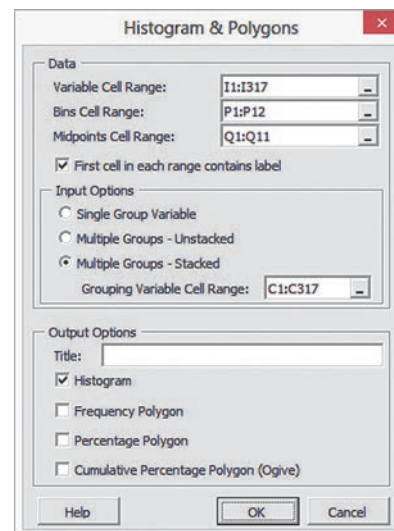 Histogram & Polygons
Data
Variable Cell Range: I1:I317
Bins Cell Range: P1:P12
Midpoints Cell Range: Q1:Q11
First cell in each range contains label
Input Options
Single Group Variable
Multiple Groups - Unstacked
Multiple Groups - Stacked
Grouping Variable Cell Range: C1:C317
Output Options
Title:
Histogram
Frequency Polygon
Percentage Polygon
Cumulative Percentage Polygon (Ogive)
Help OK Cancel